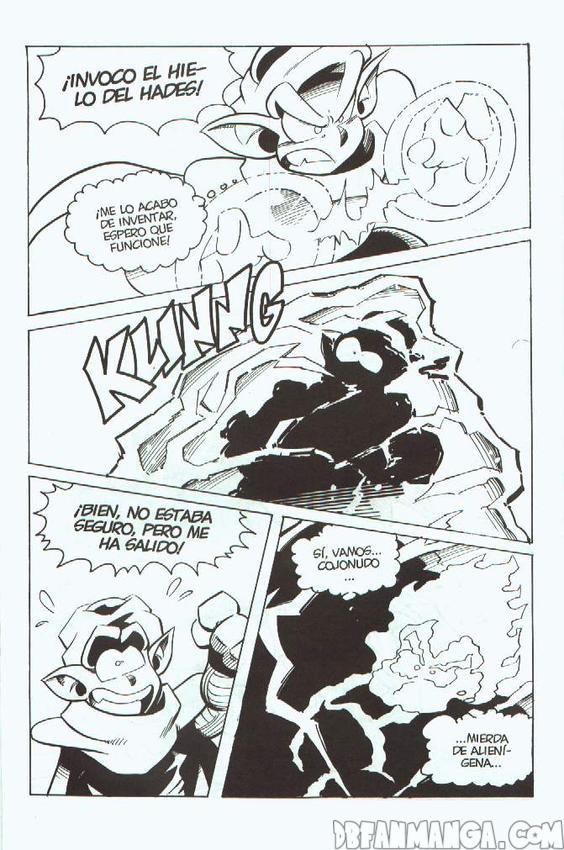 ¡INVOCO EL HIE-
LO DEL HADES!
¡ME LO ACABO
DE INVENTAR,
ESPERO QUE
FUNCIONE!
KLINNG
¡BIEN, NO ESTABA
SEGURO, PERO ME
HA SALIDO!
SÍ, VAMOS...
COJONUDO
...
...MIERDA
DE ALIENÍ-
GENA...
DBFANMANGA.COM